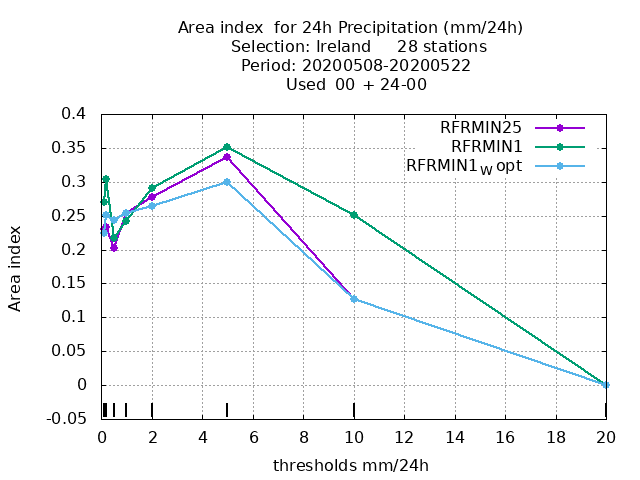 Area index  for 24h Precipitation (mm/24h)
Selection: Ireland     28 stations
Period: 20200508-20200522
Used  00 + 24-00
RFRMIN25
RFRMIN1
RFRMIN1W opt
Area index
0.4
0.35
0.3
0.25
0.2
0.15
0.1
0.05
0
-0.05
0 2 4 6 8 10 12 14 16 18 20
thresholds mm/24h